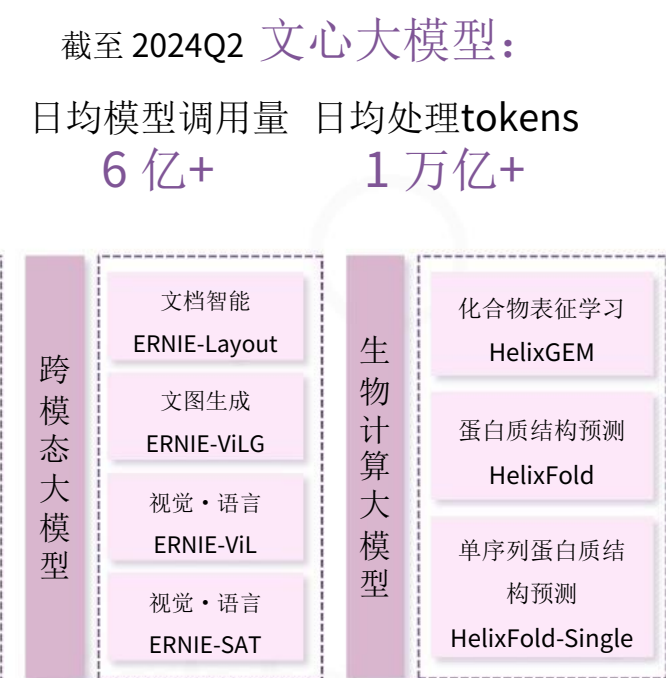 截至 2024Q2 文心大模型：
日均模型调用量 日均处理tokens
6 亿+ 1 万亿+
跨模态大模型
文档智能
ERNIE-Layout
文图生成
ERNIE-ViLG
视觉·语言
ERNIE-ViL
视觉·语言
ERNIE-SAT
生物计算大模型
化合物表征学习
HelixGEM
蛋白质结构预测
HelixFold
单序列蛋白质结
构预测
HelixFold-Single